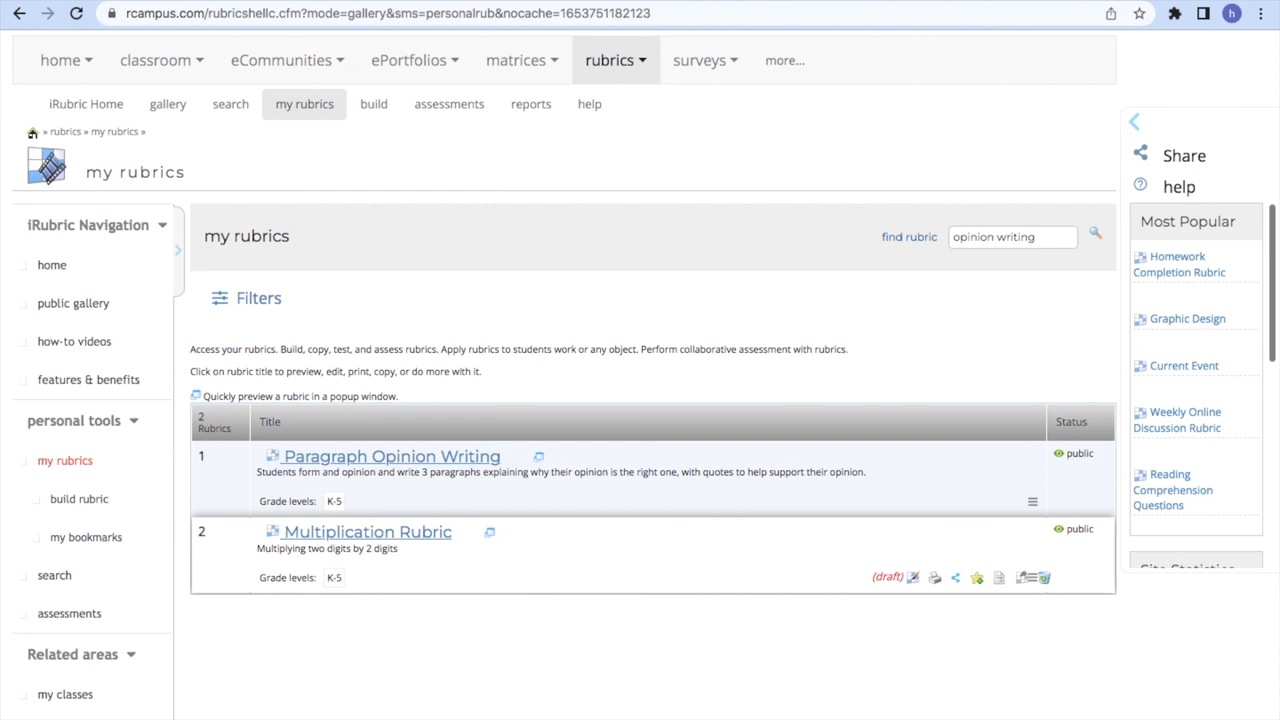 rcampus.com/rubricshellc.cfm?mode=gallery&sms=personalrub&nocache=1653751182123
h
home classroom eCommunities ePortfolios matrices rubrics surveys more...
iRubric Home gallery search my rubrics build assessments reports help
» rubrics » my rubrics »
my rubrics
Share
help
Most Popular
Homework
Completion Rubric
Graphic Design
Current Event
Weekly Online
Discussion Rubric
Reading
Comprehension
Questions
iRubric Navigation
home
public gallery
how-to videos
features & benefits
personal tools
my rubrics
build rubric
my bookmarks
search
assessments
Related areas
my classes
my rubrics
find rubric opinion writing
Filters
Access your rubrics. Build, copy, test, and assess rubrics. Apply rubrics to students work or any object. Perform collaborative assessment with rubrics.
Click on rubric title to preview, edit, print, copy, or do more with it.
Quickly preview a rubric in a popup window.
2
Rubrics
Title
Status
1
Paragraph Opinion Writing
public
Students form and opinion and write 3 paragraphs explaining why their opinion is the right one, with quotes to help support their opinion.
Grade levels: K-5
2
Multiplication Rubric
public
Multiplying two digits by 2 digits
Grade levels: K-5
(draft)